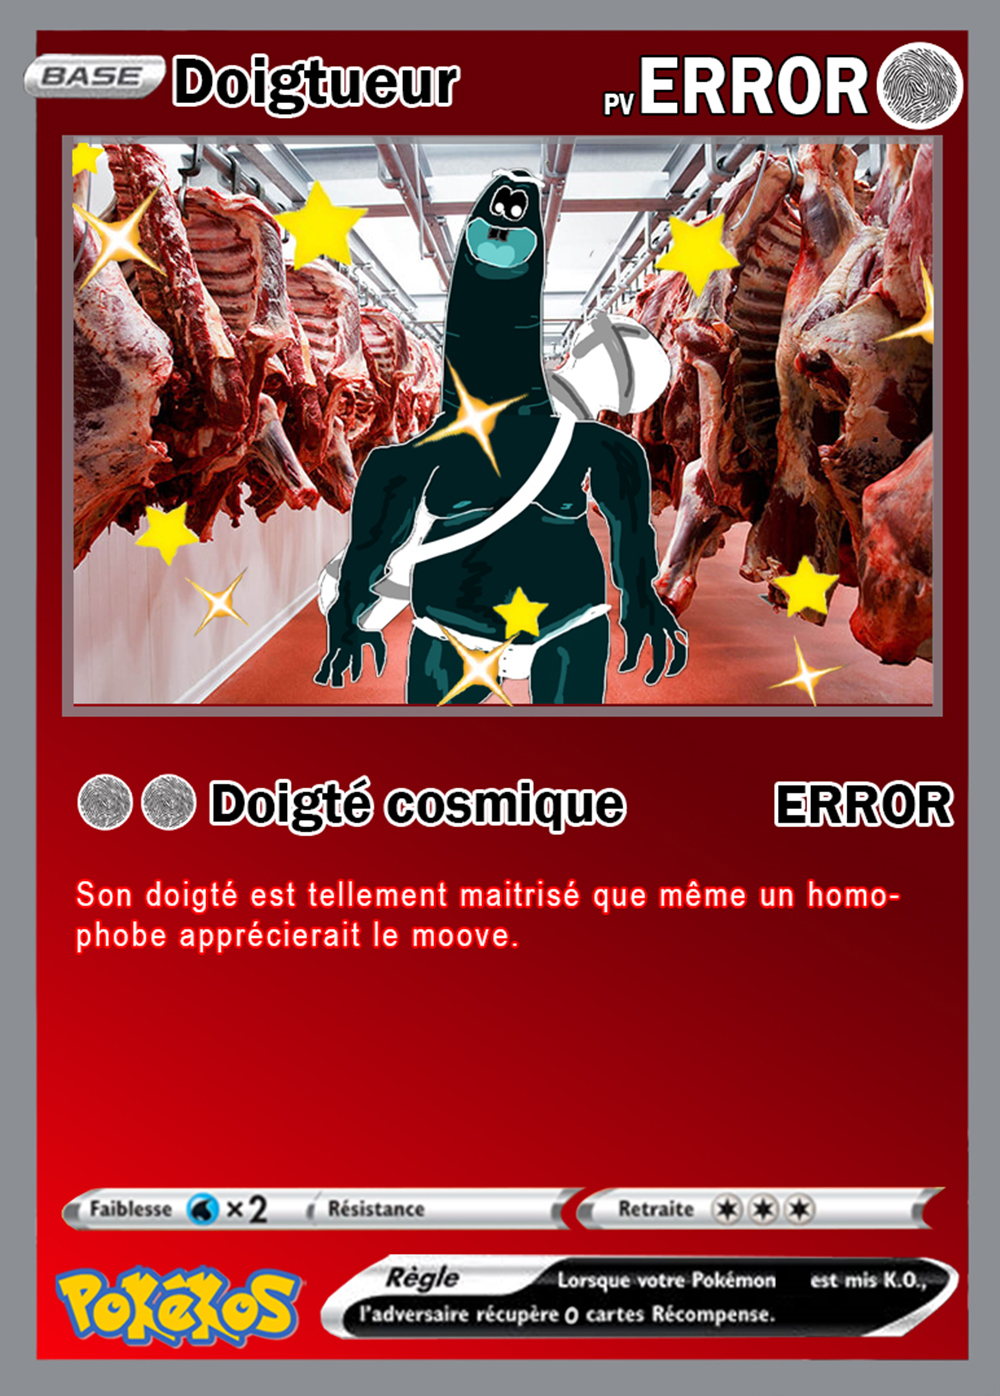 BASE Doigtueur PV ERROR
Doigté cosmique ERROR
Son doigté est tellement maitrisé que même un homo-
phobe apprécierait le moove.
Faiblesse ×2 Résistance Retraite
POKÉKOS
Règle Lorsque votre Pokémon est mis K.O.,
l'adversaire récupère 0 cartes Récompense.